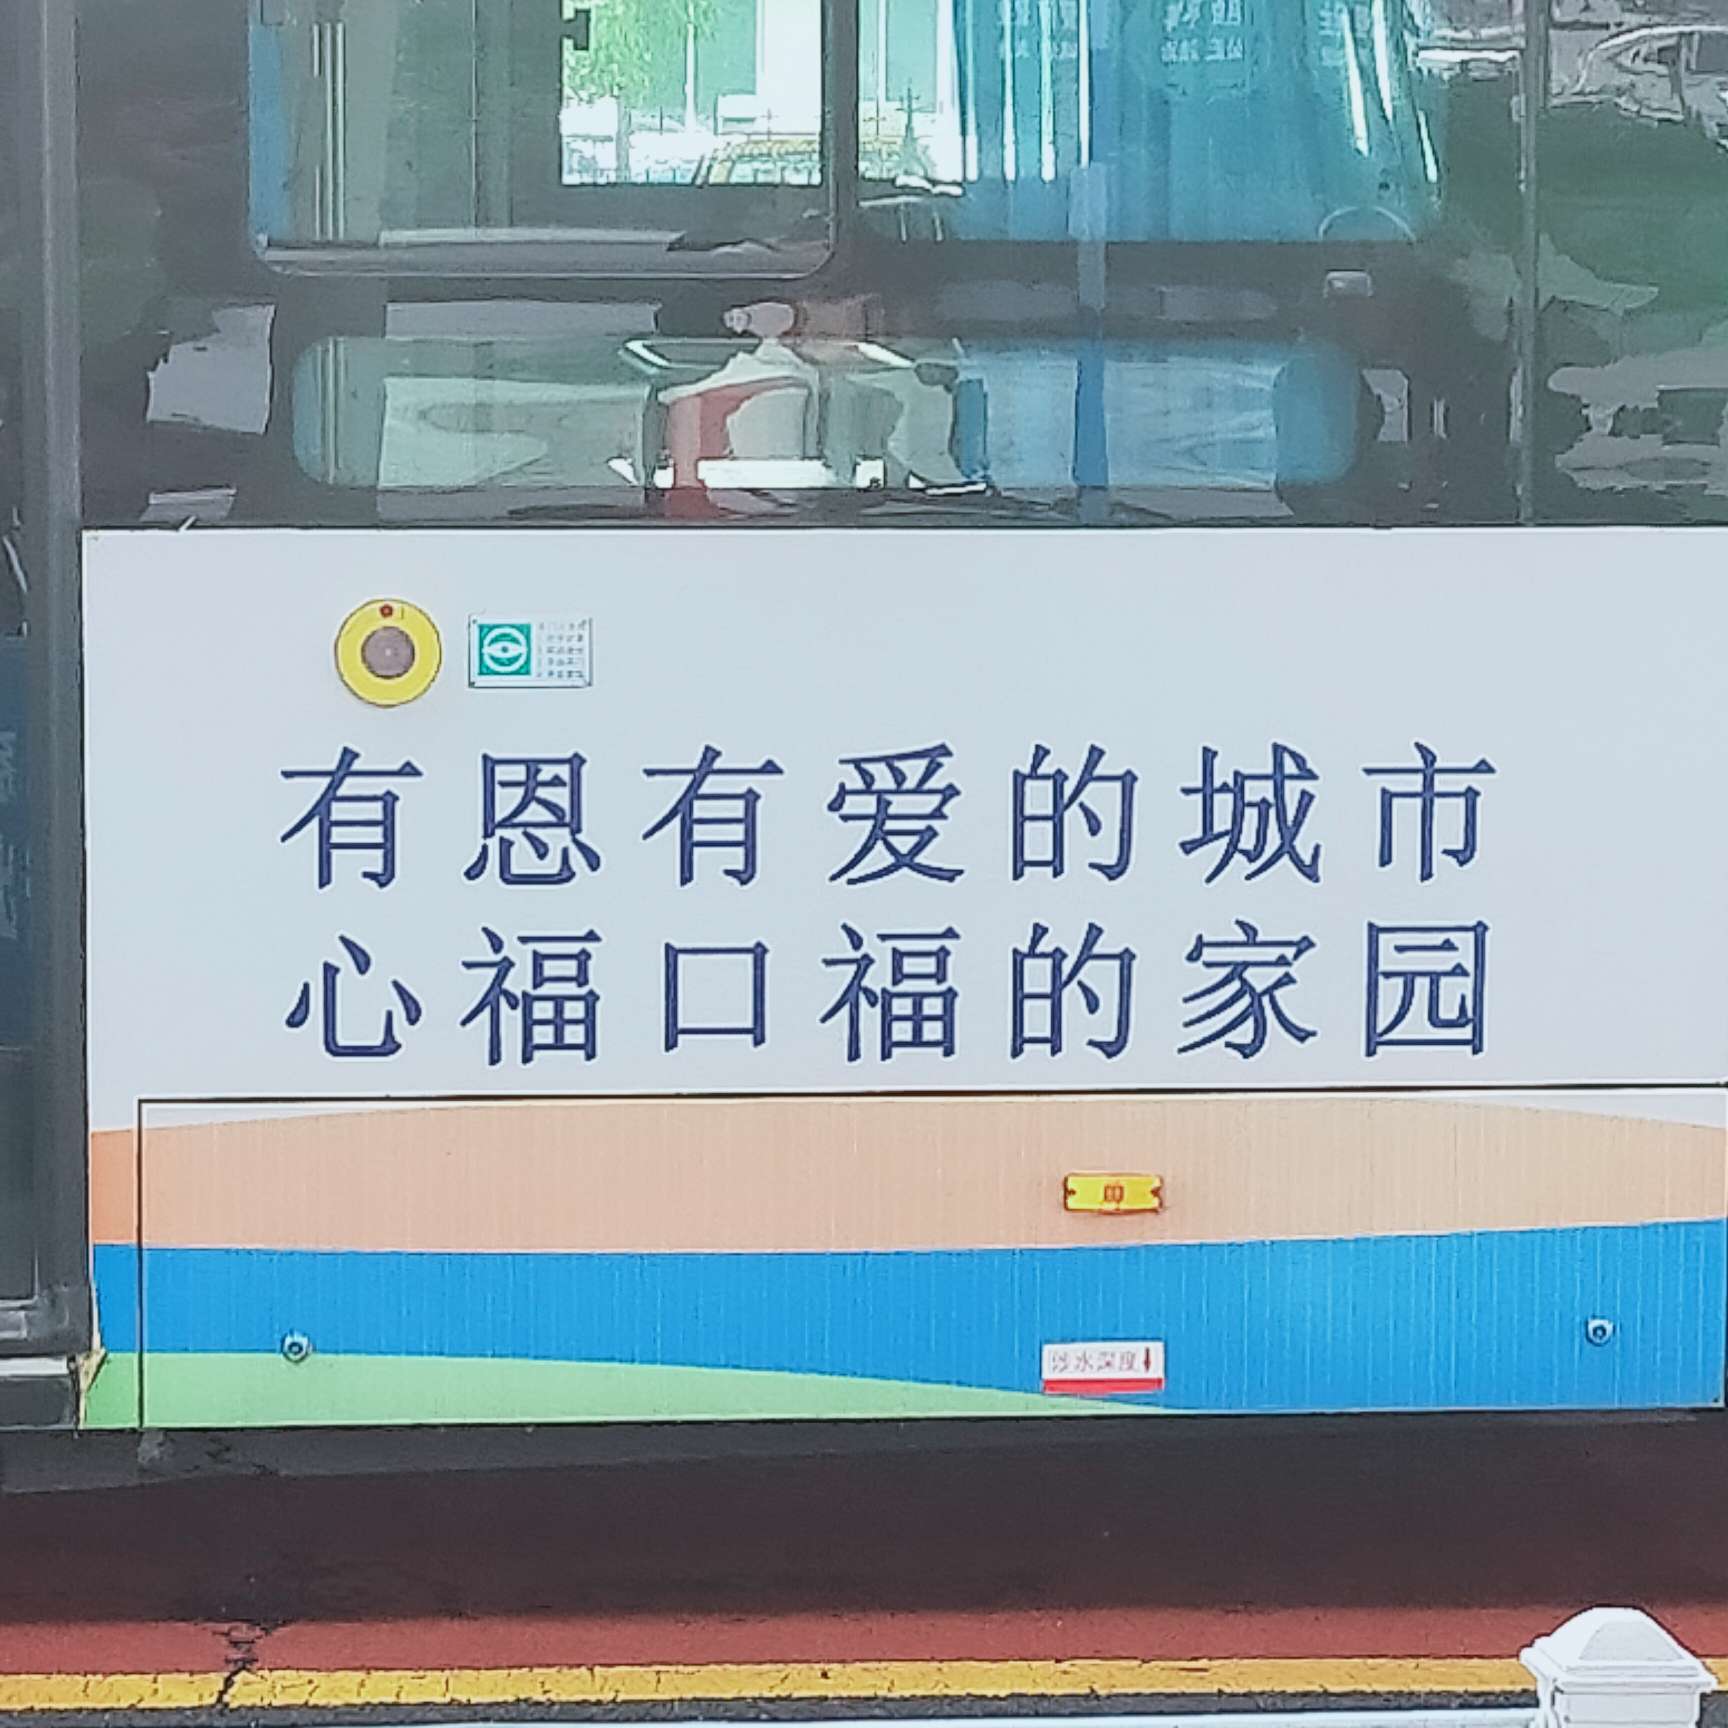 有恩有爱的城市
心福口福的家园
涉水深度